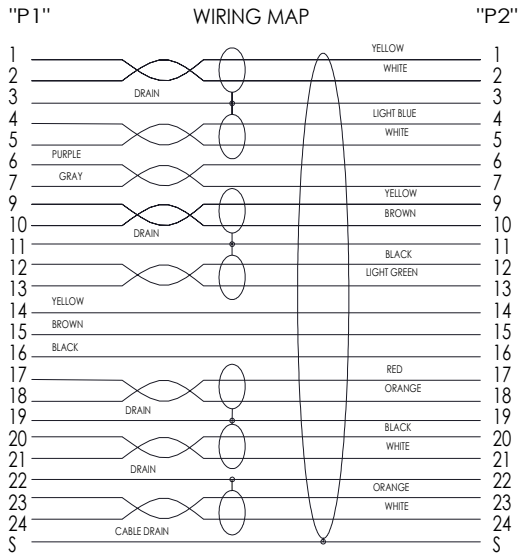 "P1" WIRING MAP "P2"
1 YELLOW 1
2 WHITE 2
DRAIN
3 3
4 LIGHT BLUE 4
5 WHITE 5
PURPLE
6 6
GRAY
7 7
9 YELLOW 9
10 BROWN 10
DRAIN
11 11
12 BLACK 12
13 LIGHT GREEN 13
YELLOW
14 14
BROWN
15 15
BLACK
16 16
17 RED 17
18 ORANGE 18
DRAIN
19 19
20 BLACK 20
21 WHITE 21
DRAIN
22 22
23 ORANGE 23
24 WHITE 24
CABLE DRAIN
S S